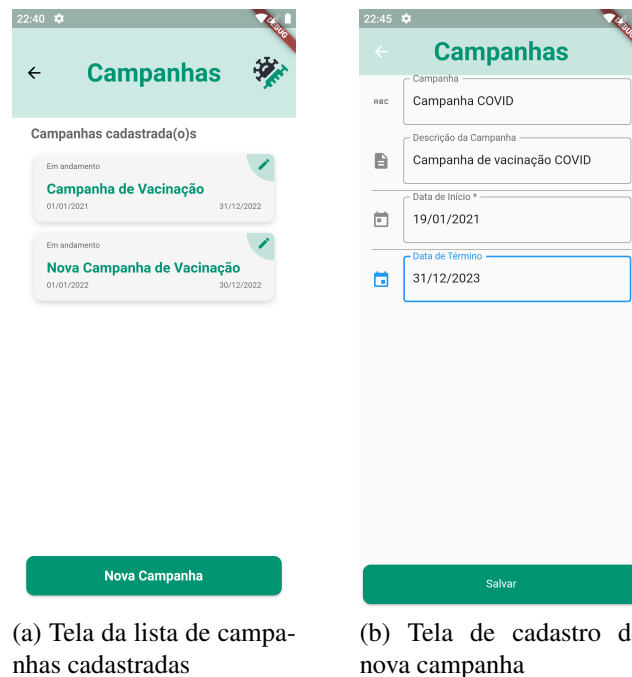 22:40
DEBUG
Campanhas
Campanhas cadastrada(o)s
Em andamento
Campanha de Vacinação
01/01/2021 31/12/2022
Em andamento
Nova Campanha de Vacinação
01/01/2022 30/12/2022
Nova Campanha
(a) Tela da lista de campa-
nhas cadastradas
22:45
Campanhas
Campanha
ABC Campanha COVID
Descrição da Campanha
Campanha de vacinação COVID
Data de Início *
19/01/2021
Data de Término
31/12/2023
Salvar
(b) Tela de cadastro
nova campanha